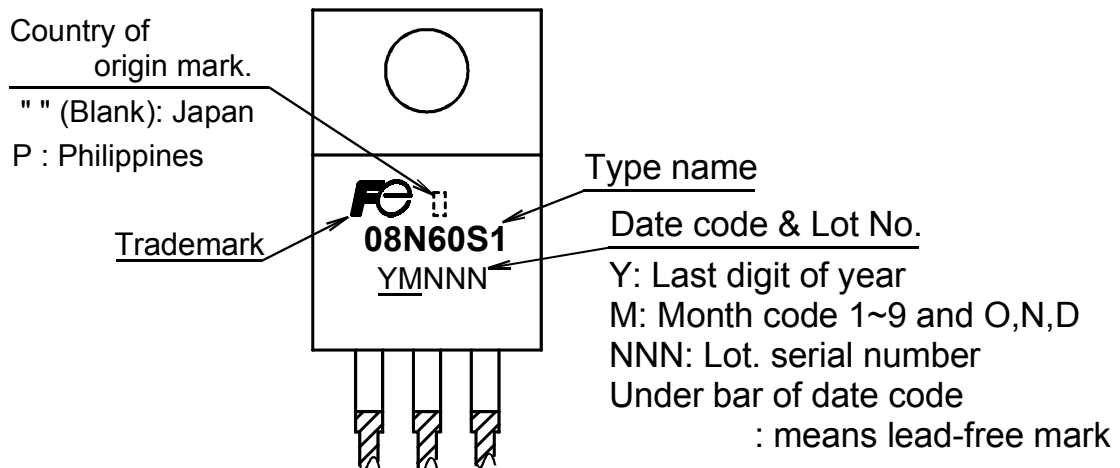 Country of
origin mark.
" " (Blank): Japan
P : Philippines
Trademark
Fe
08N60S1
YMNNN
Type name
Date code & Lot No.
Y: Last digit of year
M: Month code 1~9 and O,N,D
NNN: Lot. serial number
Under bar of date code
: means lead-free mark